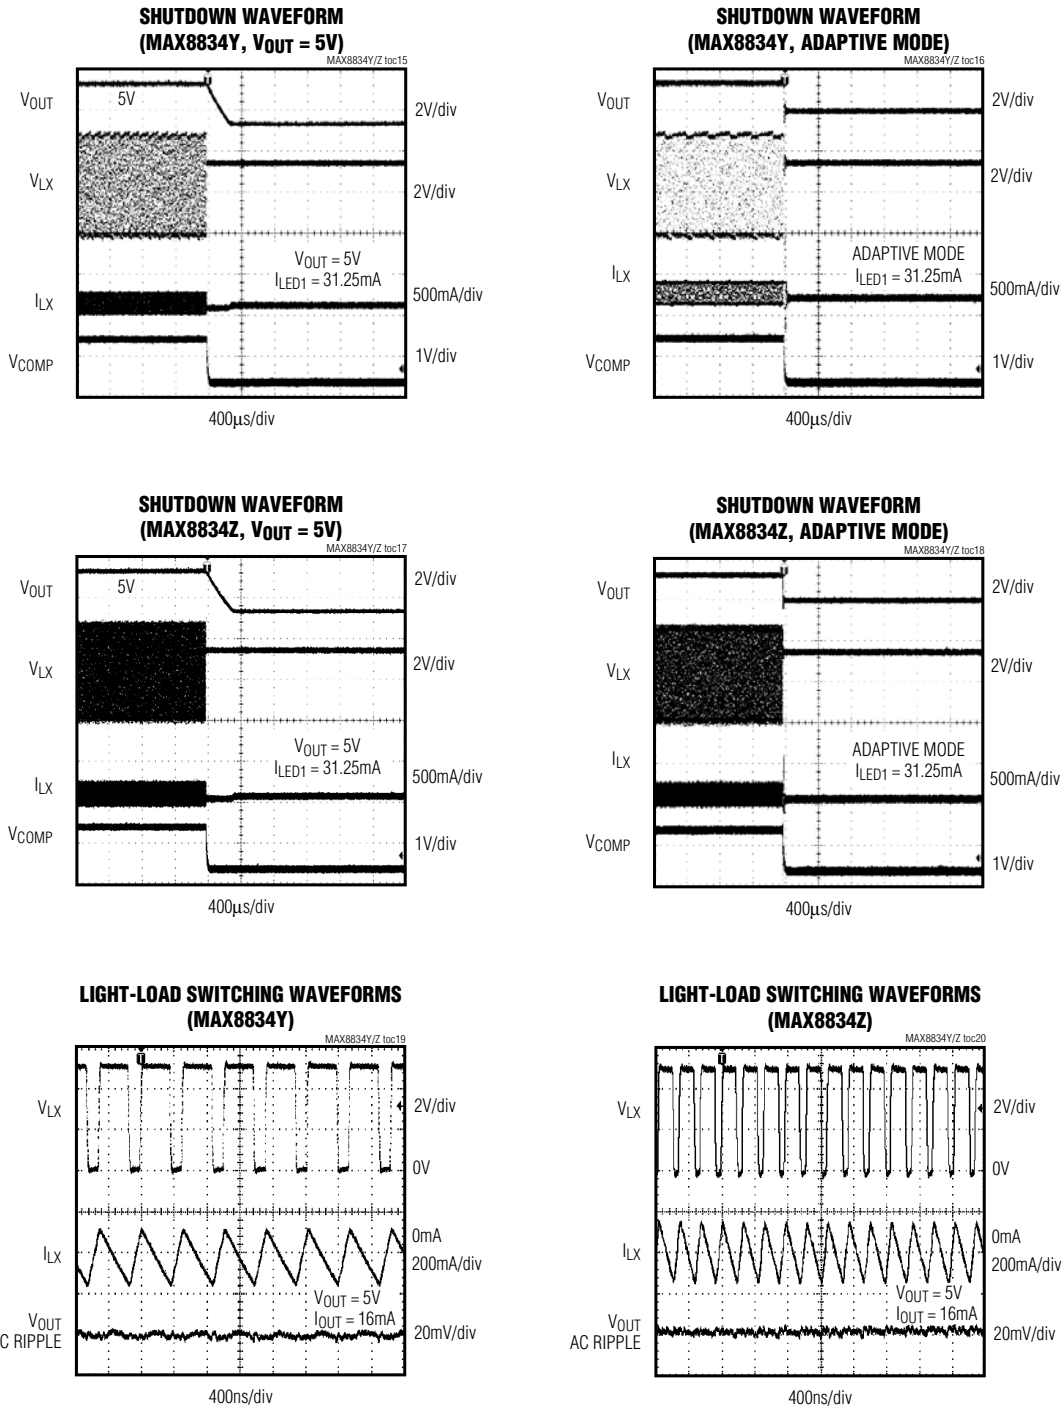 SHUTDOWN WAVEFORM
(MAX8834Y, VOUT = 5V)
MAX8834Y/Z toc15
VOUT
5V
2V/div
VLX
2V/div
VOUT = 5V
ILED1 = 31.25mA
ILX
500mA/div
VCOMP
1V/div
400µs/div
SHUTDOWN WAVEFORM
(MAX8834Y, ADAPTIVE MODE)
MAX8834Y/Z toc16
VOUT
2V/div
VLX
2V/div
ADAPTIVE MODE
ILED1 = 31.25mA
ILX
500mA/div
VCOMP
1V/div
400µs/div
SHUTDOWN WAVEFORM
(MAX8834Z, VOUT = 5V)
MAX8834Y/Z toc17
VOUT
5V
2V/div
VLX
2V/div
VOUT = 5V
ILED1 = 31.25mA
ILX
500mA/div
VCOMP
1V/div
400µs/div
SHUTDOWN WAVEFORM
(MAX8834Z, ADAPTIVE MODE)
MAX8834Y/Z toc18
VOUT
2V/div
VLX
2V/div
ADAPTIVE MODE
ILED1 = 31.25mA
ILX
500mA/div
VCOMP
1V/div
400µs/div
LIGHT-LOAD SWITCHING WAVEFORMS
(MAX8834Y)
MAX8834Y/Z toc19
VLX
2V/div
0V
ILX
0mA
200mA/div
VOUT = 5V
IOUT = 16mA
VOUT
C RIPPLE
20mV/div
400ns/div
LIGHT-LOAD SWITCHING WAVEFORMS
(MAX8834Z)
MAX8834Y/Z toc20
VLX
2V/div
0V
ILX
0mA
200mA/div
VOUT = 5V
IOUT = 16mA
VOUT
AC RIPPLE
20mV/div
400ns/div